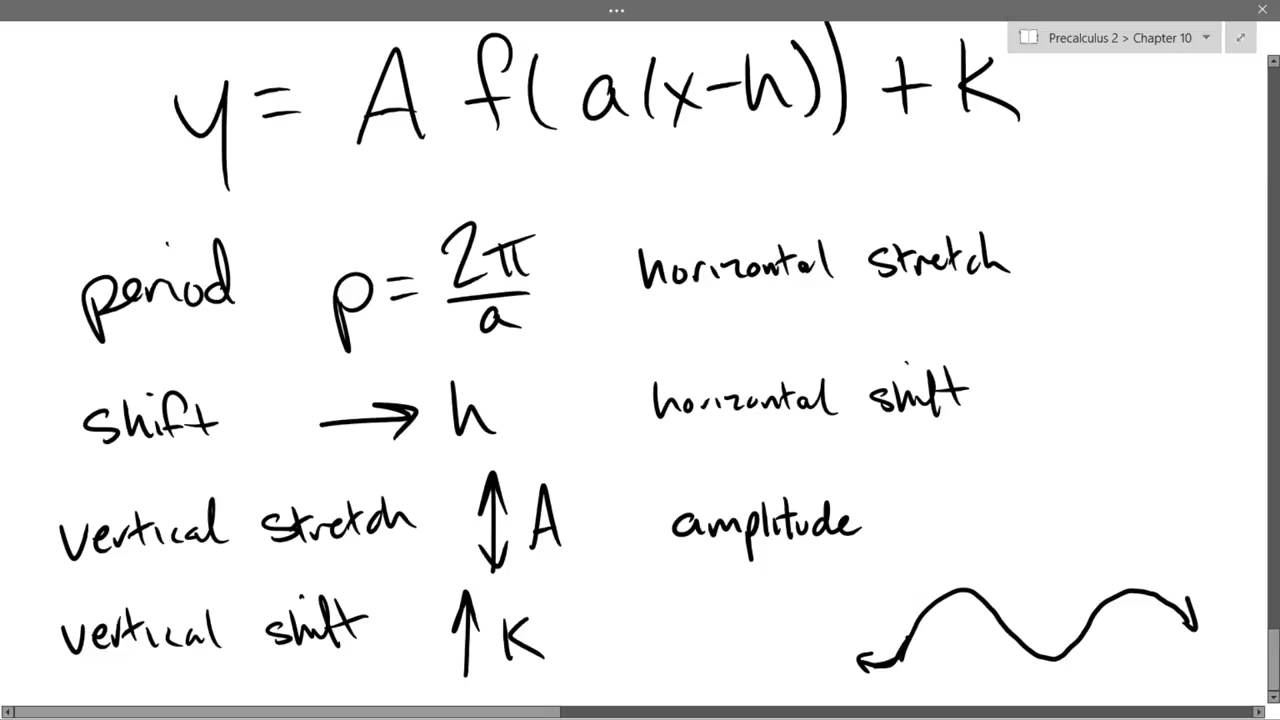 Precalculus 2 > Chapter 10
y = A f( a(x-h)) + K
period p = 2π/a horizontal stretch
shift → h horizontal shift
vertical stretch ↕ A amplitude
vertical shift ↑ K